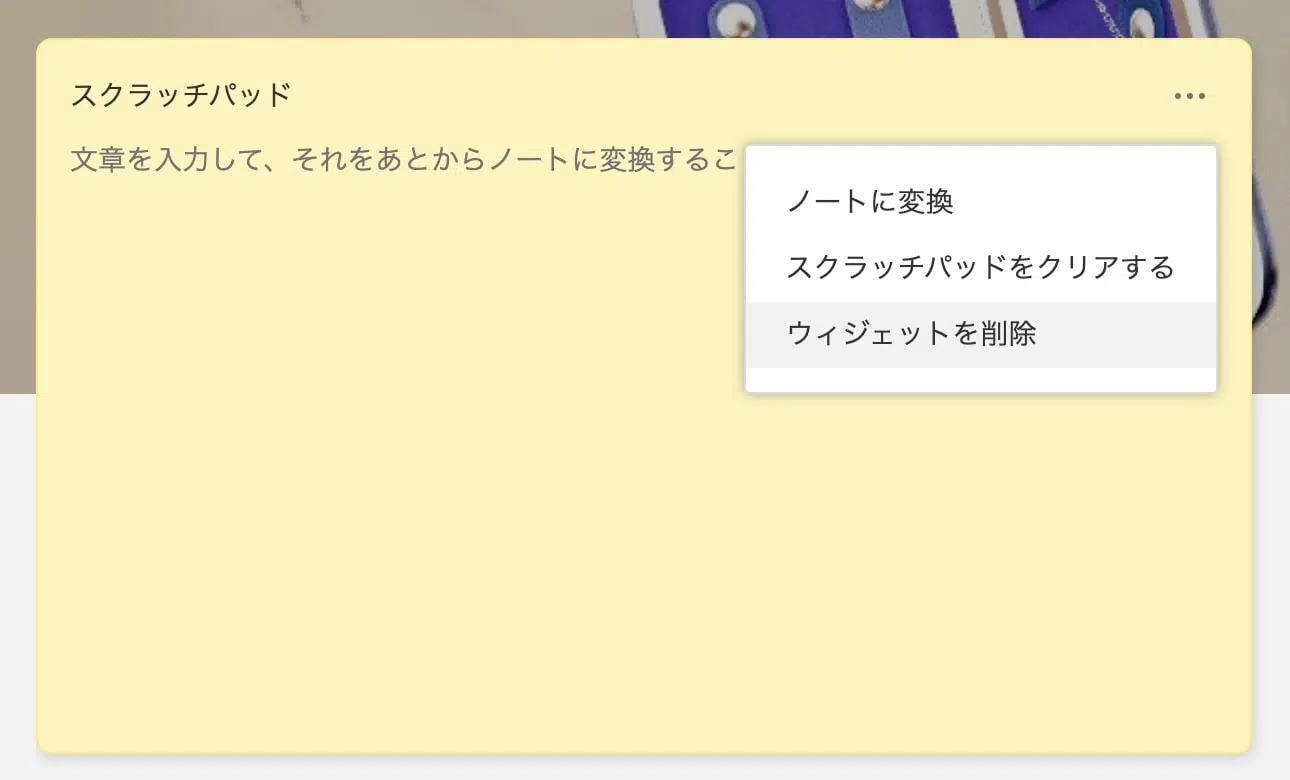 スクラッチパッド
文章を入力して、それをあとからノートに変換するこ
ノートに変換
スクラッチパッドをクリアする
ウィジェットを削除